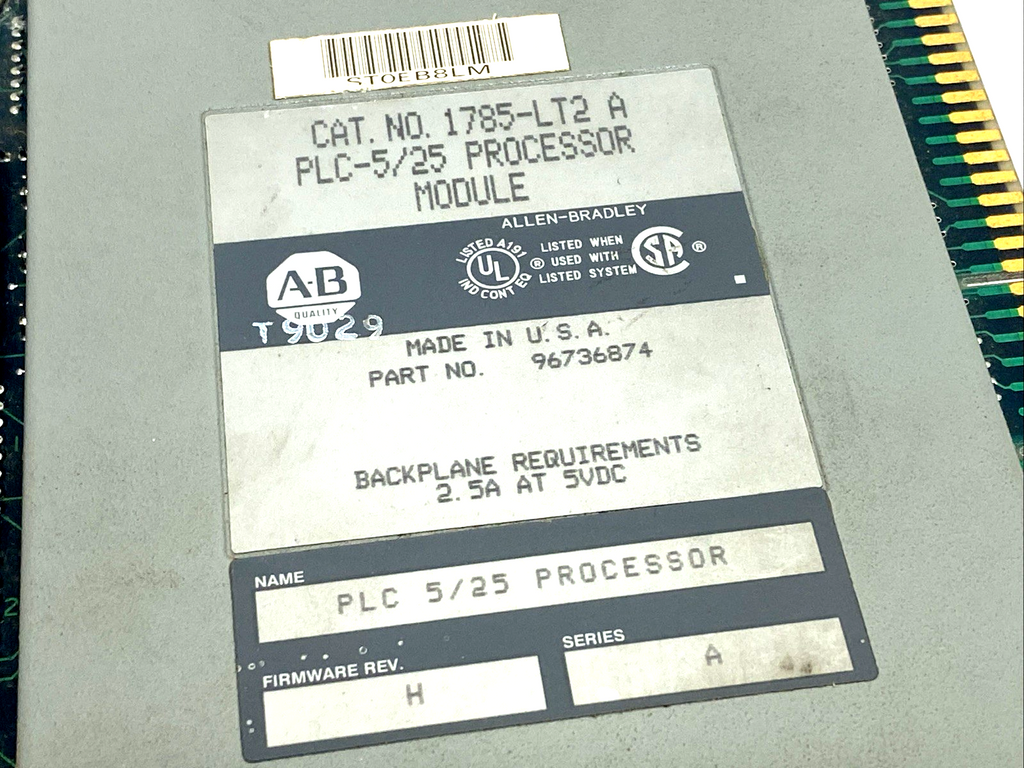 ST0EB8LM
CAT. NO. 1785-LT2 A
PLC-5/25 PROCESSOR
MODULE
ALLEN-BRADLEY
A-B
QUALITY
LISTED A191
UL
IND CONT EQ
®
LISTED WHEN
USED WITH
LISTED SYSTEM
SA
®
T9029
MADE IN U.S.A.
PART NO. 96736874
BACKPLANE REQUIREMENTS
2.5A AT 5VDC
NAME
PLC 5/25 PROCESSOR
FIRMWARE REV.
H
SERIES
A
2